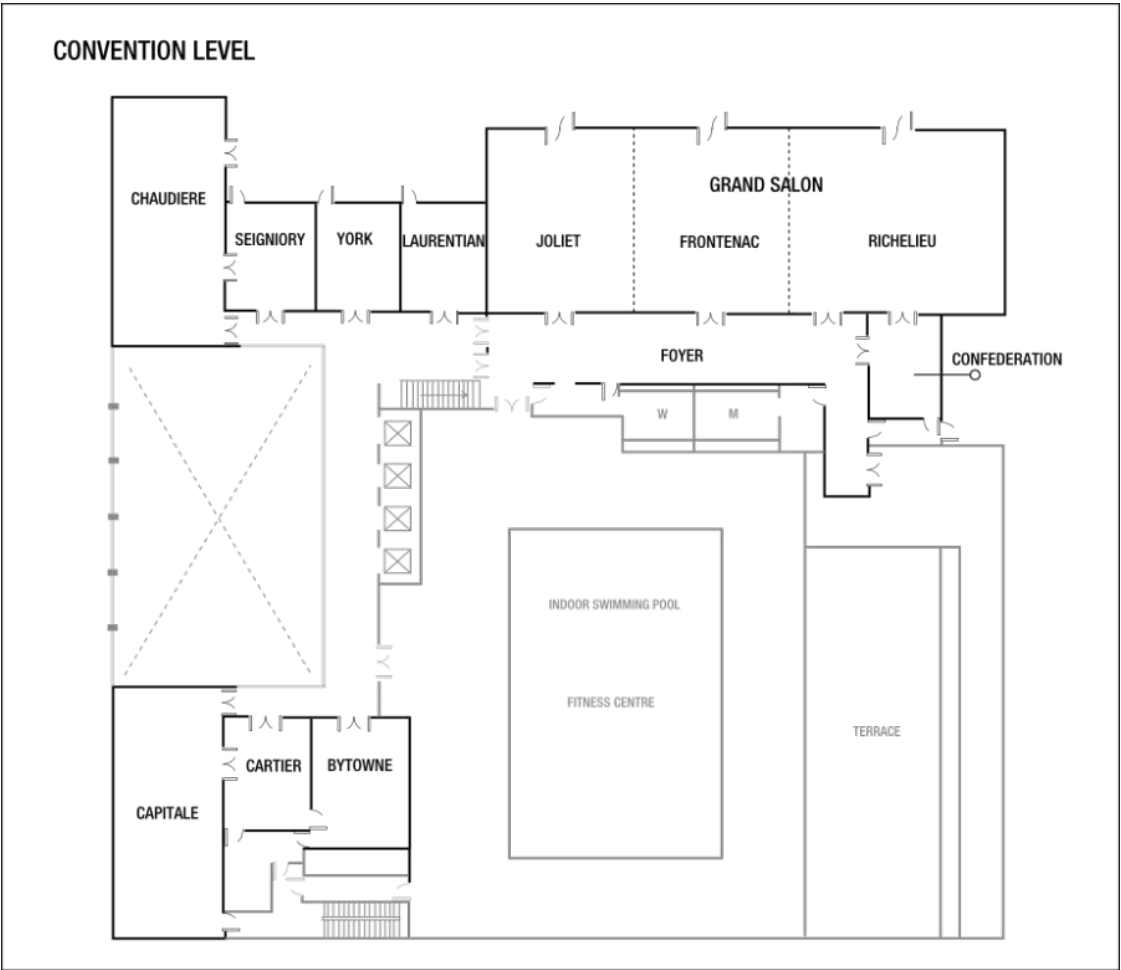 CONVENTION LEVEL
CHAUDIERE
GRAND SALON
SEIGNIORY
YORK
LAURENTIAN
JOLIET
FRONTENAC
RICHELIEU
FOYER
CONFEDERATION
W
M
INDOOR SWIMMING POOL
FITNESS CENTRE
TERRACE
CARTIER
BYTOWNE
CAPITALE